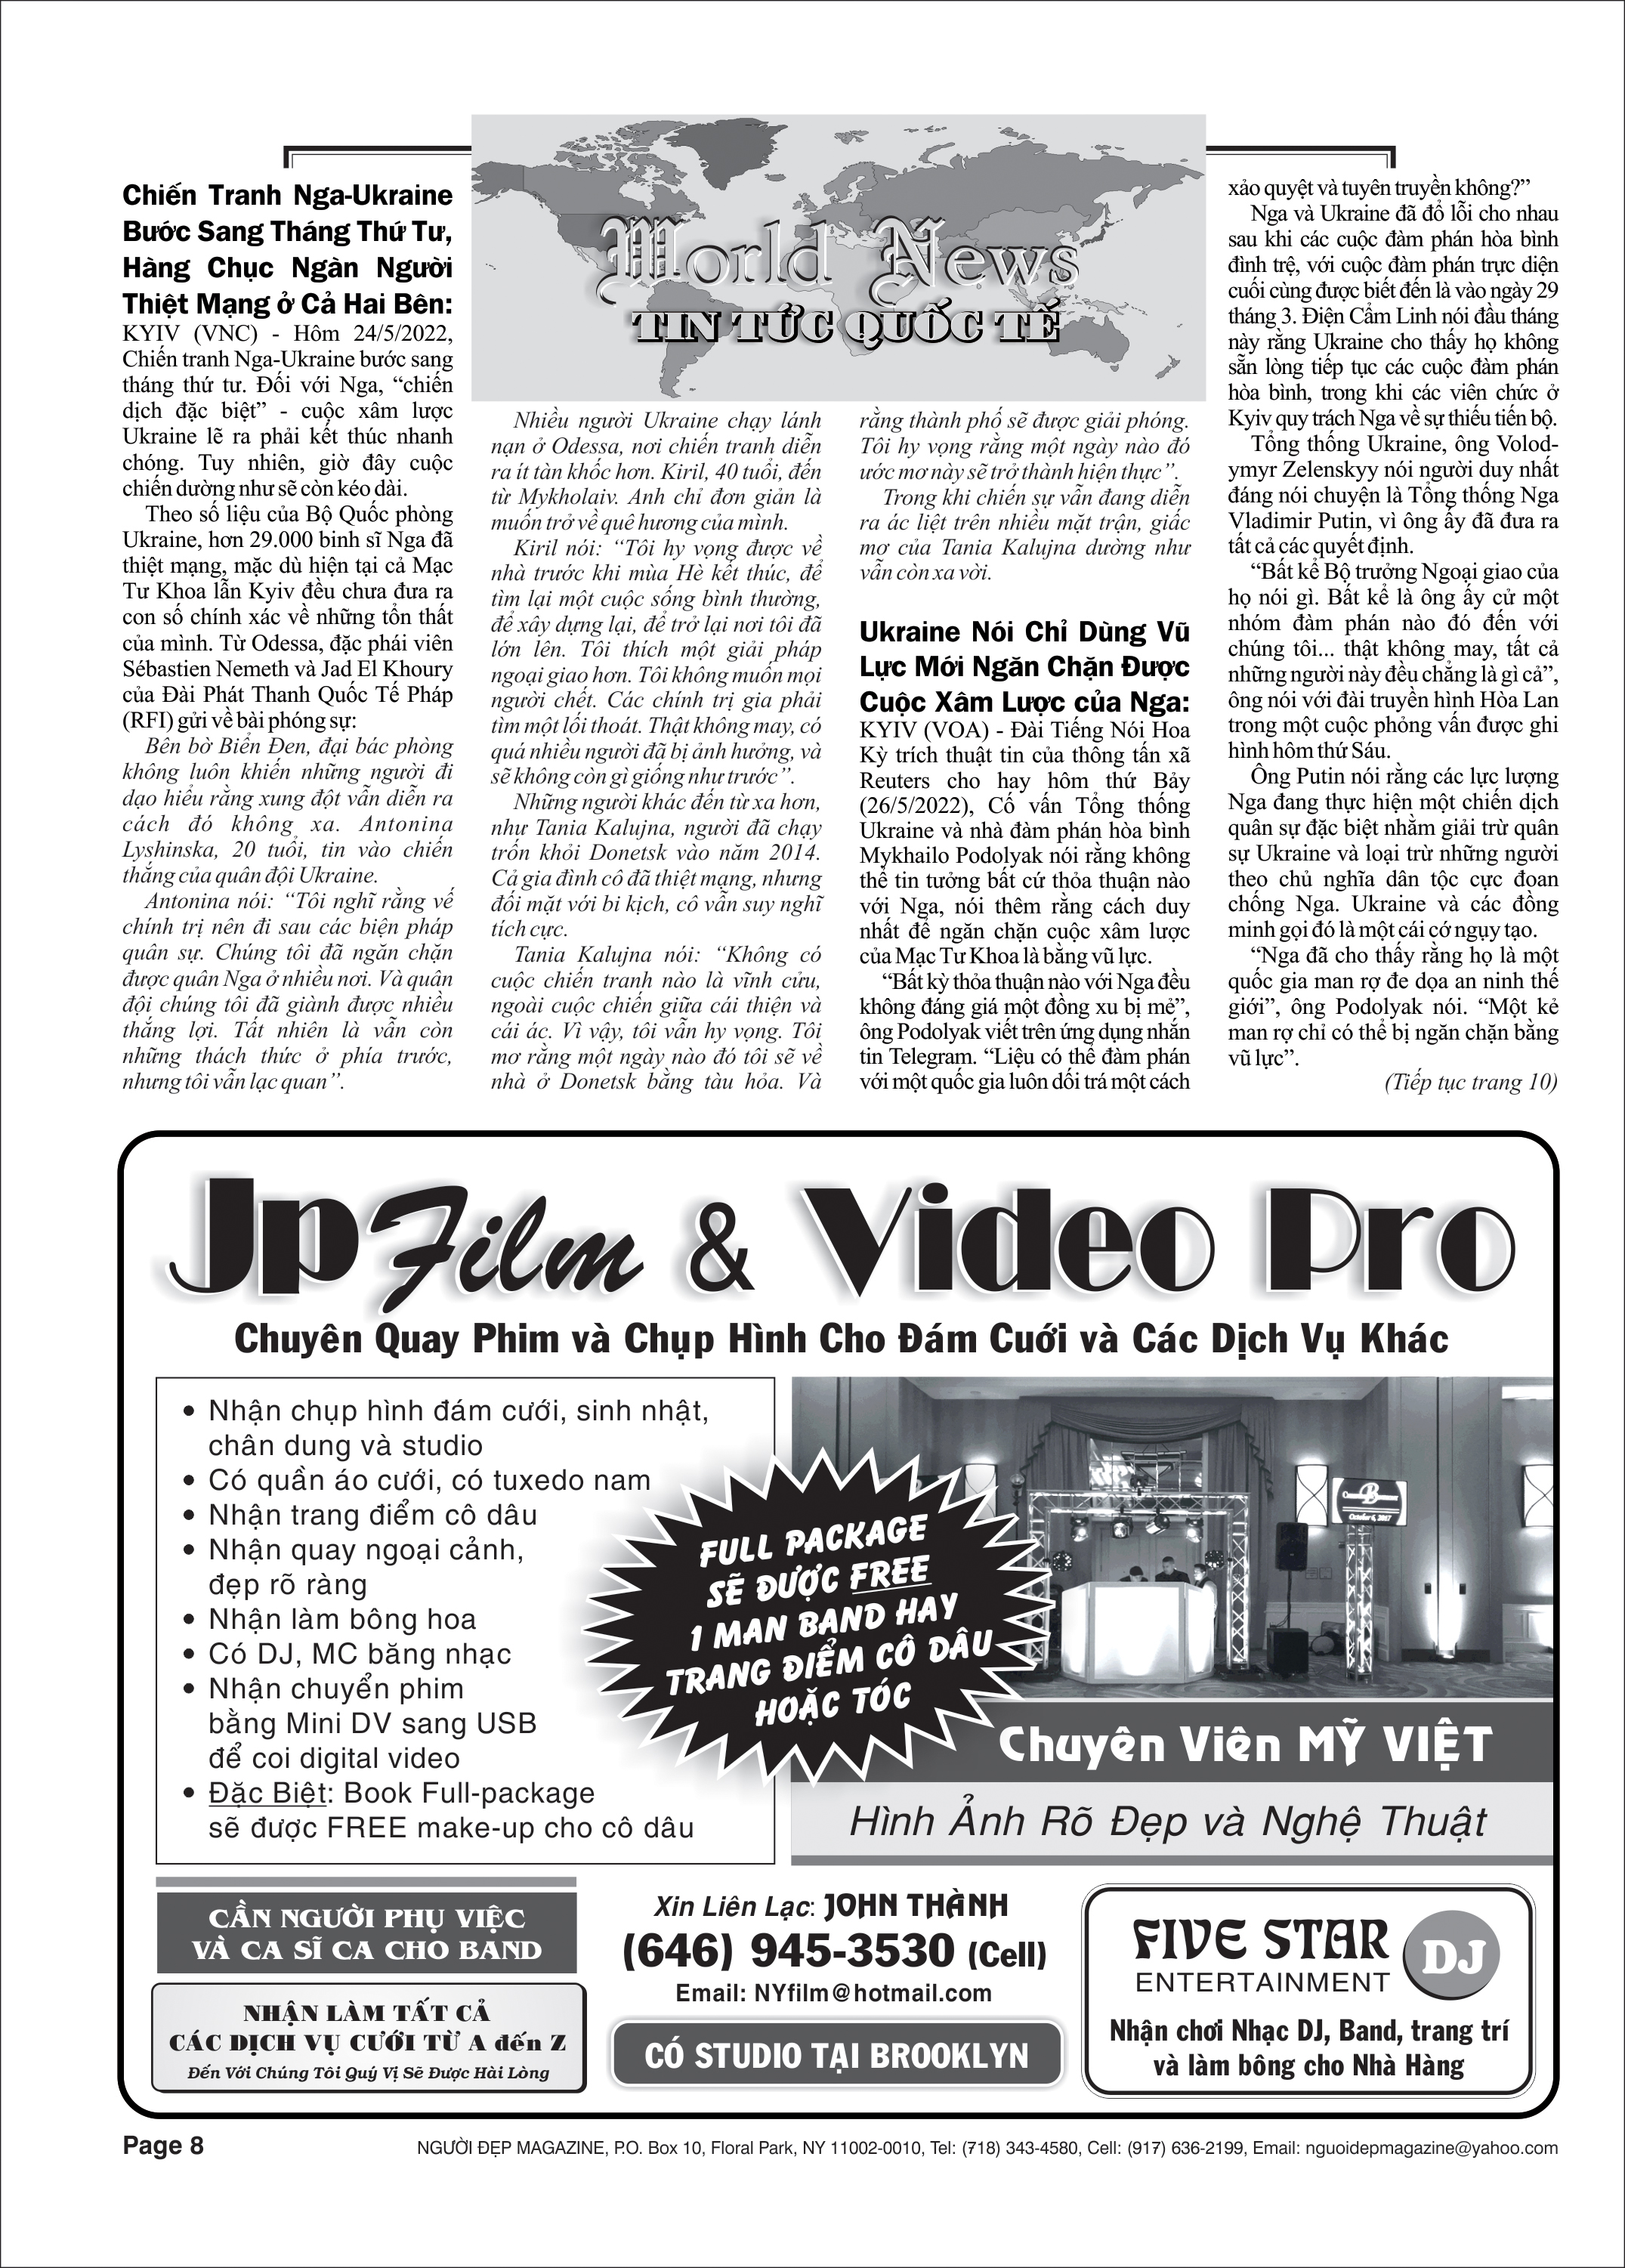 World News
TIN TỨC QUỐC TẾ
Chiến Tranh Nga-Ukraine
Bước Sang Tháng Thứ Tư,
Hàng Chục Ngàn Người
Thiệt Mạng ở Cả Hai Bên:
KYIV (VNC) - Hôm 24/5/2022,
Chiến tranh Nga-Ukraine bước sang
tháng thứ tư. Đối với Nga, “chiến
dịch đặc biệt” - cuộc xâm lược
Ukraine lẽ ra phải kết thúc nhanh
chóng. Tuy nhiên, giờ đây cuộc
chiến dường như sẽ còn kéo dài.
Theo số liệu của Bộ Quốc phòng
Ukraine, hơn 29.000 binh sĩ Nga đã
thiệt mạng, mặc dù hiện tại cả Mạc
Tư Khoa lẫn Kyiv đều chưa đưa ra
con số chính xác về những tổn thất
của mình. Từ Odessa, đặc phái viên
Sébastien Nemeth và Jad El Khoury
của Đài Phát Thanh Quốc Tế Pháp
(RFI) gửi về bài phóng sự:
Bên bờ Biển Đen, đại bác phòng
không luôn khiến những người đi
dạo hiểu rằng xung đột vẫn diễn ra
cách đó không xa. Antonina
Lyshinska, 20 tuổi, tin vào chiến
thắng của quân đội Ukraine.
Antonina nói: “Tôi nghĩ rằng vế
chính trị nên đi sau các biện pháp
quân sự. Chúng tôi đã ngăn chặn
được quân Nga ở nhiều nơi. Và quân
đội chúng tôi đã giành được nhiều
thắng lợi. Tất nhiên là vẫn còn
những thách thức ở phía trước,
nhưng tôi vẫn lạc quan”.
Nhiều người Ukraine chạy lánh
nạn ở Odessa, nơi chiến tranh diễn
ra ít tàn khốc hơn. Kiril, 40 tuổi, đến
từ Mykholaiv. Anh chỉ đơn giản là
muốn trở về quê hương của mình.
Kiril nói: “Tôi hy vọng được về
nhà trước khi mùa Hè kết thúc, để
tìm lại một cuộc sống bình thường,
để xây dựng lại, để trở lại nơi tôi đã
lớn lên. Tôi thích một giải pháp
ngoại giao hơn. Tôi không muốn mọi
người chết. Các chính trị gia phải
tìm một lối thoát. Thật không may, có
quá nhiều người đã bị ảnh hưởng, và
sẽ không còn gì giống như trước”.
Những người khác đến từ xa hơn,
như Tania Kalujna, người đã chạy
trốn khỏi Donetsk vào năm 2014.
Cả gia đình cô đã thiệt mạng, nhưng
đối mặt với bi kịch, cô vẫn suy nghĩ
tích cực.
Tania Kalujna nói: “Không có
cuộc chiến tranh nào là vĩnh cửu,
ngoài cuộc chiến giữa cái thiện và
cái ác. Vì vậy, tôi vẫn hy vọng. Tôi
mơ rằng một ngày nào đó tôi sẽ về
nhà ở Donetsk bằng tàu hỏa. Và
rằng thành phố sẽ được giải phóng.
Tôi hy vọng rằng một ngày nào đó
ước mơ này sẽ trở thành hiện thực”.
Trong khi chiến sự vẫn đang diễn
ra ác liệt trên nhiều mặt trận, giấc
mơ của Tania Kalujna dường như
vẫn còn xa vời.
Ukraine Nói Chỉ Dùng Vũ
Lực Mới Ngăn Chặn Được
Cuộc Xâm Lược của Nga:
KYIV (VOA) - Đài Tiếng Nói Hoa
Kỳ trích thuật tin của thông tấn xã
Reuters cho hay hôm thứ Bảy
(26/5/2022), Cố vấn Tổng thống
Ukraine và nhà đàm phán hòa bình
Mykhailo Podolyak nói rằng không
thể tin tưởng bất cứ thỏa thuận nào
với Nga, nói thêm rằng cách duy
nhất để ngăn chặn cuộc xâm lược
của Mạc Tư Khoa là bằng vũ lực.
“Bất kỳ thỏa thuận nào với Nga đều
không đáng giá một đồng xu bị mẻ”,
ông Podolyak viết trên ứng dụng nhắn
tin Telegram. “Liệu có thể đàm phán
với một quốc gia luôn dối trá một cách
xảo quyệt và tuyên truyền không?”
Nga và Ukraine đã đổ lỗi cho nhau
sau khi các cuộc đàm phán hòa bình
đình trệ, với cuộc đàm phán trực diện
cuối cùng được biết đến là vào ngày 29
tháng 3. Điện Cẩm Linh nói đầu tháng
này rằng Ukraine cho thấy họ không
sẵn lòng tiếp tục các cuộc đàm phán
hòa bình, trong khi các viên chức ở
Kyiv quy trách Nga về sự thiếu tiến bộ.
Tổng thống Ukraine, ông Volod-
ymyr Zelenskyy nói người duy nhất
đáng nói chuyện là Tổng thống Nga
Vladimir Putin, vì ông ấy đã đưa ra
tất cả các quyết định.
“Bất kể Bộ trưởng Ngoại giao của
họ nói gì. Bất kể là ông ấy cử một
nhóm đàm phán nào đó đến với
chúng tôi... thật không may, tất cả
những người này đều chẳng là gì cả”,
ông nói với đài truyền hình Hòa Lan
trong một cuộc phỏng vấn được ghi
hình hôm thứ Sáu.
Ông Putin nói rằng các lực lượng
Nga đang thực hiện một chiến dịch
quân sự đặc biệt nhằm giải trừ quân
sự Ukraine và loại trừ những người
theo chủ nghĩa dân tộc cực đoan
chống Nga. Ukraine và các đồng
minh gọi đó là một cái cớ ngụy tạo.
“Nga đã cho thấy rằng họ là một
quốc gia man rợ đe dọa an ninh thế
giới”, ông Podolyak nói. “Một kẻ
man rợ chỉ có thể bị ngăn chặn bằng
vũ lực”.
(Tiếp tục trang 10)
Jp Film & Video Pro
Chuyên Quay Phim và Chụp Hình Cho Đám Cưới và Các Dịch Vụ Khác
• Nhận chụp hình đám cưới, sinh nhật,
chân dung và studio
• Có quần áo cưới, có tuxedo nam
• Nhận trang điểm cô dâu
• Nhận quay ngoại cảnh,
đẹp rõ ràng
• Nhận làm bông hoa
• Có DJ, MC băng nhạc
• Nhận chuyển phim
bằng Mini DV sang USB
để coi digital video
• Đặc Biệt: Book Full-package
sẽ được FREE make-up cho cô dâu
FULL PACKAGE
SẼ ĐƯỢC FREE
1 MAN BAND HAY
TRANG ĐIỂM CÔ DÂU
HOẶC TÓC
October 6, 2017
Chuyên Viên MỸ VIỆT
Hình Ảnh Rõ Đẹp và Nghệ Thuật
CẦN NGƯỜI PHỤ VIỆC
VÀ CA SĨ CA CHO BAND
NHẬN LÀM TẤT CẢ
CÁC DỊCH VỤ CƯỚI TỪ A đến Z
Đến Với Chúng Tôi Quý Vị Sẽ Được Hài Lòng
Xin Liên Lạc: JOHN THÀNH
(646) 945-3530 (Cell)
Email: NYfilm@hotmail.com
CÓ STUDIO TẠI BROOKLYN
FIVE STAR
ENTERTAINMENT
DJ
Nhận chơi Nhạc DJ, Band, trang trí
và làm bông cho Nhà Hàng
Page 8
NGƯỜI ĐẸP MAGAZINE, P.O. Box 10, Floral Park, NY 11002-0010, Tel: (718) 343-4580, Cell: (917) 636-2199, Email: nguoidepmagazine@yahoo.com